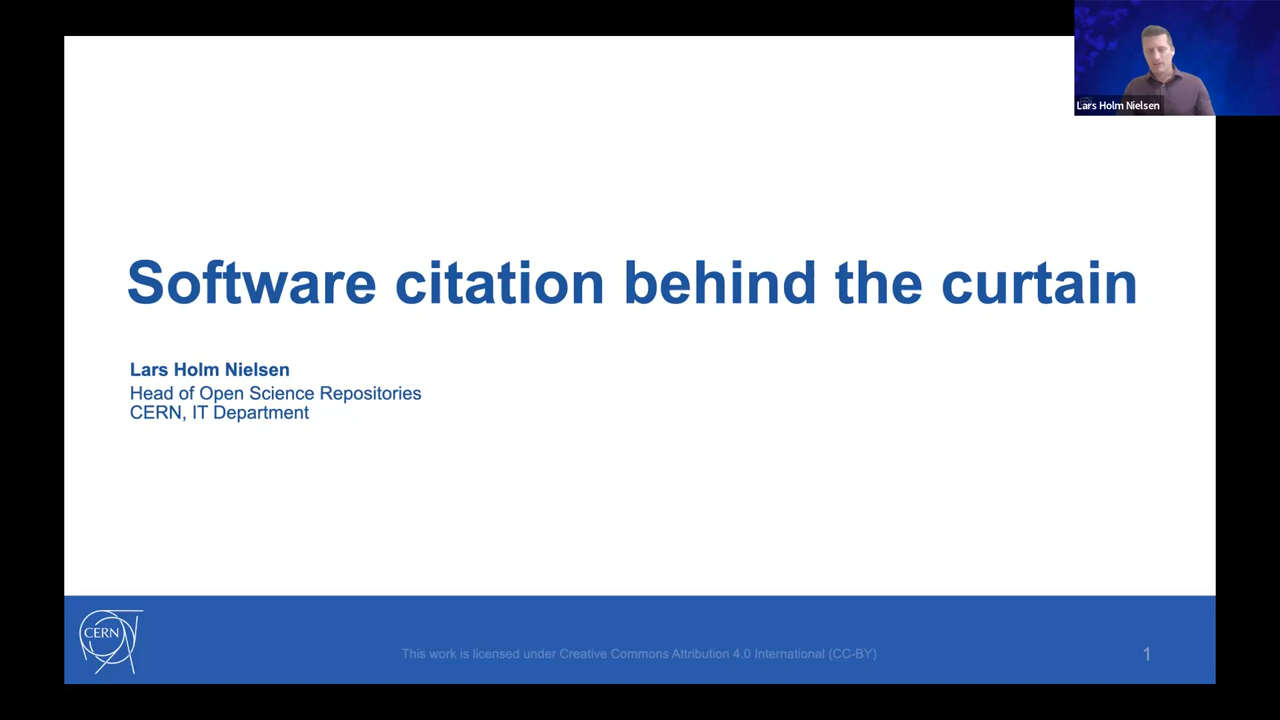 Lars Holm Nielsen
Software citation behind the curtain
Lars Holm Nielsen
Head of Open Science Repositories
CERN, IT Department
CERN
This work is licensed under Creative Commons Attribution 4.0 International (CC-BY)
1